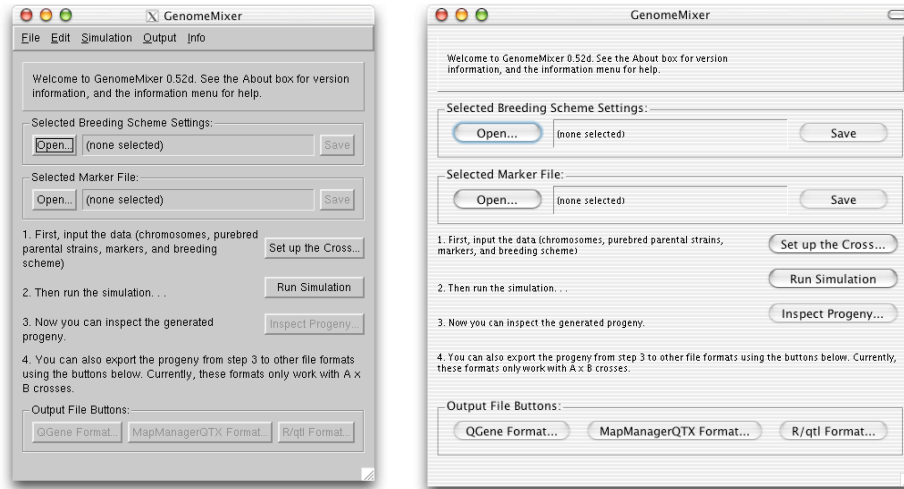 X GenomeMixer
File Edit Simulation Output Info
Welcome to GenomeMixer 0.52d. See the About box for version
information, and the information menu for help.
Selected Breeding Scheme Settings:
Open... (none selected) Save
Selected Marker File:
Open... (none selected) Save
1. First, input the data (chromosomes, purebred
parental strains, markers, and breeding
scheme)
Set up the Cross...
2. Then run the simulation. . .
Run Simulation
3. Now you can inspect the generated
progeny.
Inspect Progeny...
4. You can also export the progeny from step 3 to other file formats
using the buttons below. Currently, these formats only work with A x
B crosses.
Output File Buttons:
QGene Format... MapManagerQTX Format... R/qtl Format...
GenomeMixer
Welcome to GenomeMixer 0.52d. See the About box for version
information, and the information menu for help.
Selected Breeding Scheme Settings:
Open... (none selected) Save
Selected Marker File:
Open... (none selected) Save
1. First, input the data (chromosomes, purebred parental strains,
markers, and breeding scheme)
Set up the Cross...
2. Then run the simulation. . .
Run Simulation
3. Now you can inspect the generated progeny.
Inspect Progeny...
4. You can also export the progeny from step 3 to other file formats using the buttons below. Currently,
these formats only work with A x B crosses.
Output File Buttons:
QGene Format... MapManagerQTX Format... R/qtl Format...